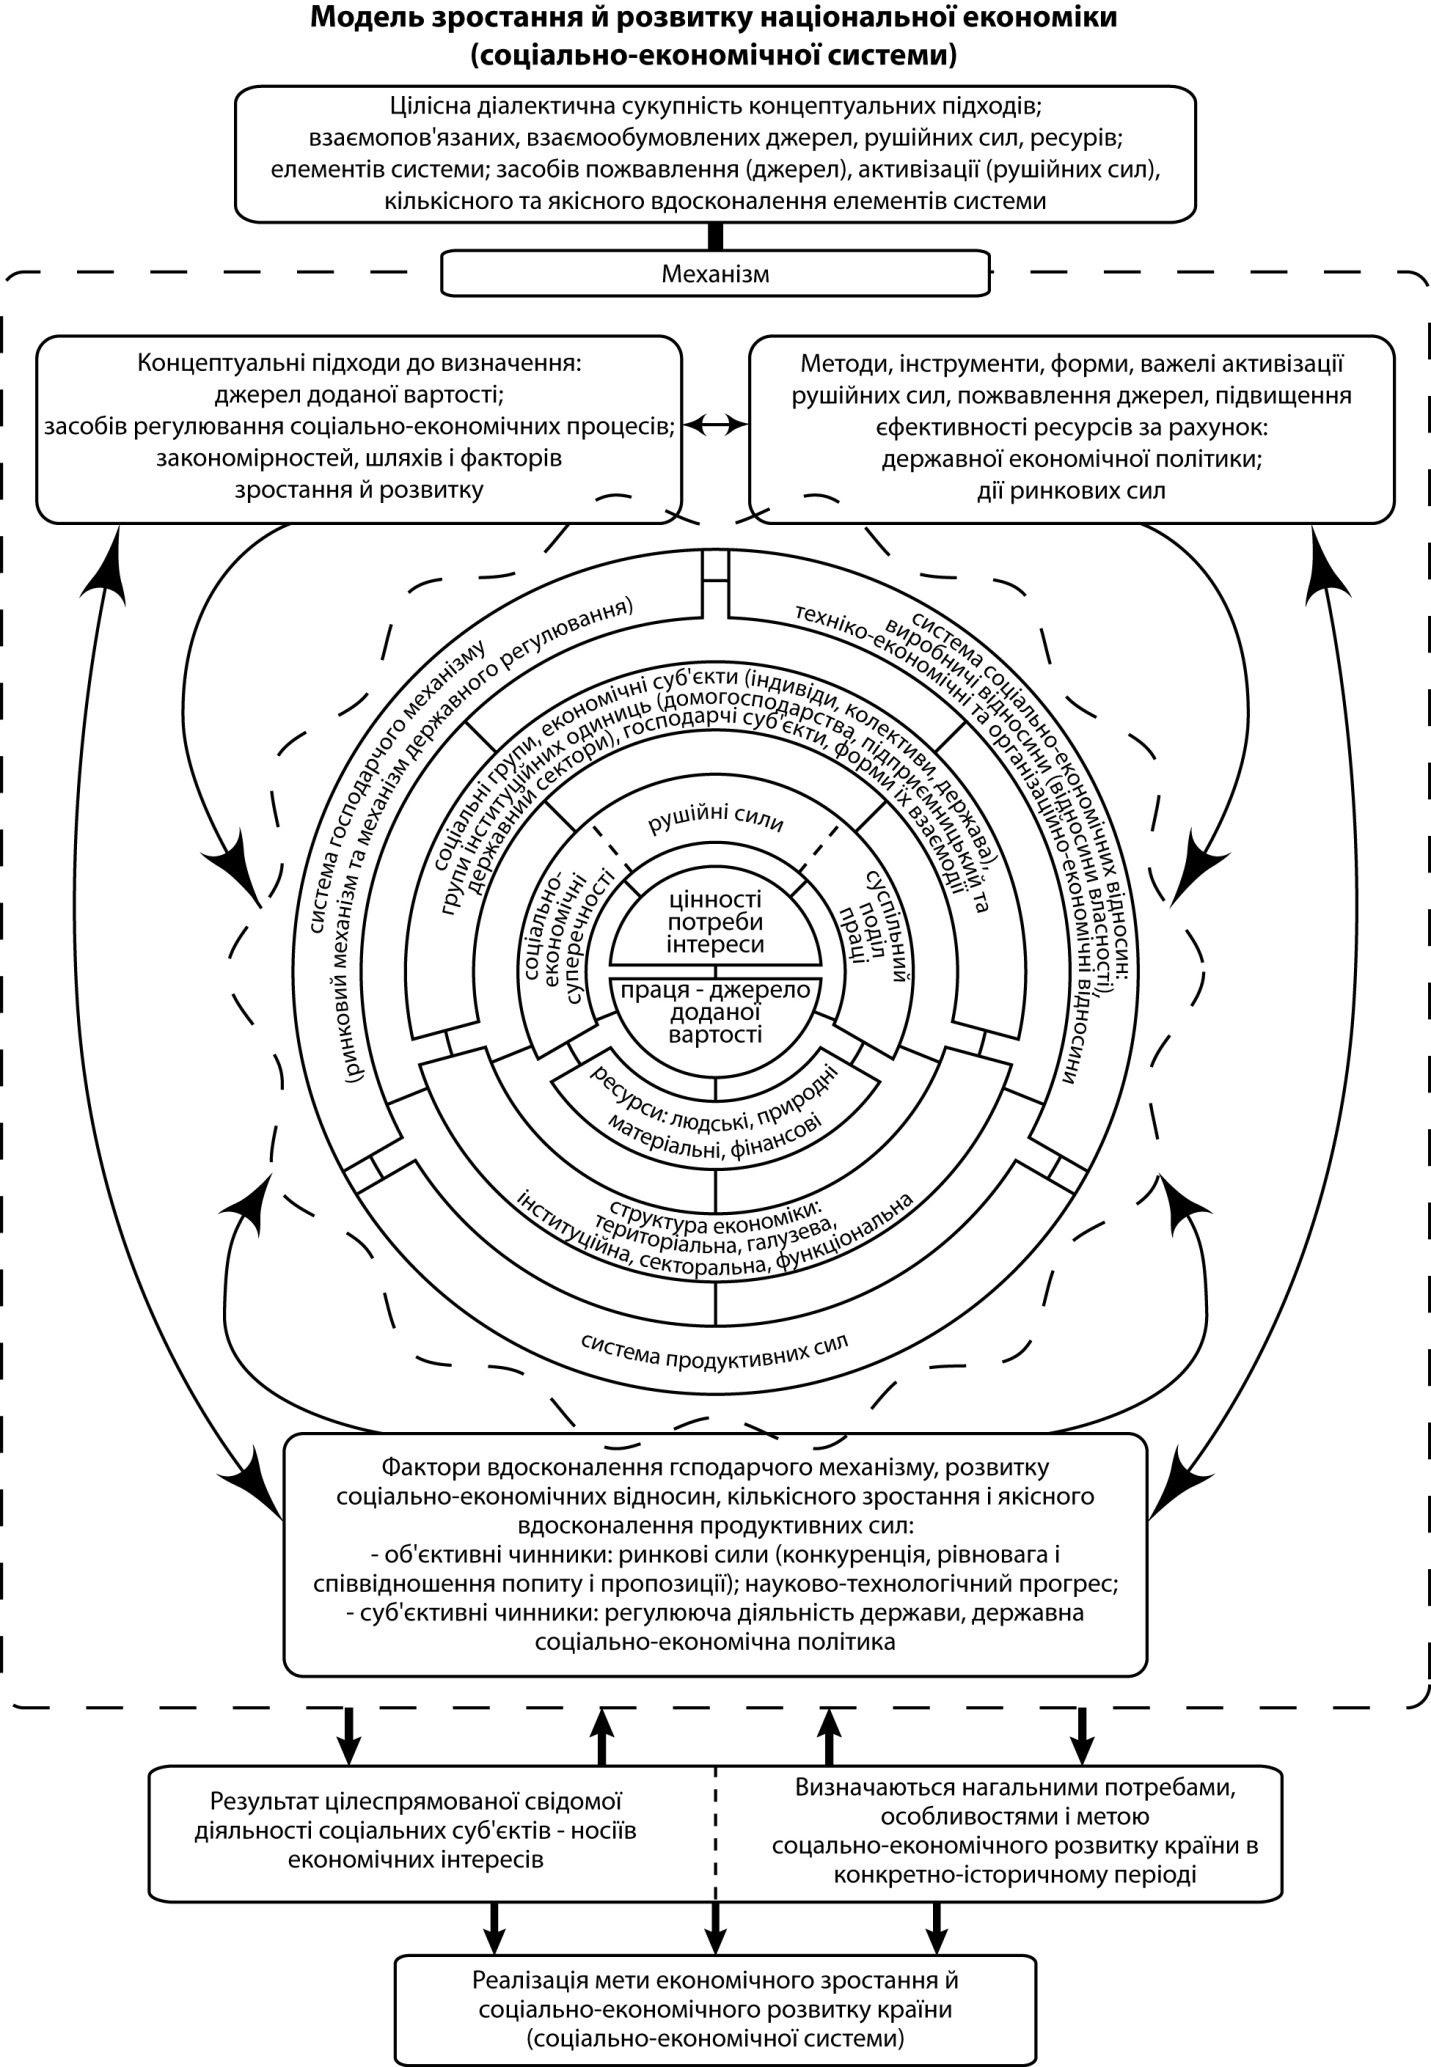 Модель зростання й розвитку національної економіки
(соціально-економічної системи)
Цілісна діалектична сукупність концептуальних підходів;
взаємопов'язаних, взаємообумовлених джерел, рушійних сил, ресурів;
елементів системи; засобів пожвавлення (джерел), активізації (рушійних сил),
кількісного та якісного вдосконалення елементів системи
Механізм
Концептуальні підходи до визначення:
джерел доданої вартості;
засобів регулювання соціально-економічних процесів;
закономірностей, шляхів і факторів
зростання й розвитку
Методи, інструменти, форми, важелі активізації
рушійних сил, пожвавлення джерел, підвищення
єфективності ресурсів за рахунок:
державної економічної політики;
дії ринкових сил
система господарчого механізму
(ринковий механізм та механізм державного регулювання)
система соціально-економічних відносин:
виробничі відносини (відносини власності),
техніко-економічні та організаційно-економічні відносини
соціальні групи, економічні суб'єкти (індивіди, колективи, держава),
групи інституційних одиниць (домогосподарства, підприємницький та
державний сектори), господарчі суб'єкти, форми їх взаємодії
рушійні сили
соціально-
економічні
суперечності
суспільний
поділ
праці
цінності
потреби
інтереси
праця - джерело
доданої
вартості
ресурси: людські, природні
матеріальні, фінансові
структура економіки:
територіальна, галузева,
інституційна, секторальна, функціональна
система продуктивних сил
Фактори вдосконалення гсподарчого механізму, розвитку
соціально-економічних відносин, кількісного зростання і якісного
вдосконалення продуктивних сил:
- об'єктивні чинники: ринкові сили (конкуренція, рівновага і
співвідношення попиту і пропозиції); науково-технологічний прогрес;
- суб'єктивні чинники: регулююча діяльність держави, державна
соціально-економічна політика
Результат цілеспрямованої свідомої
діяльності соціальних суб'єктів - носіїв
економічних інтересів
Визначаються нагальними потребами,
особливостями і метою
соцально-економічного розвитку країни в
конкретно-історичному періоді
Реалізація мети економічного зростання й
соціально-економічного розвитку країни
(соціально-економічної системи)